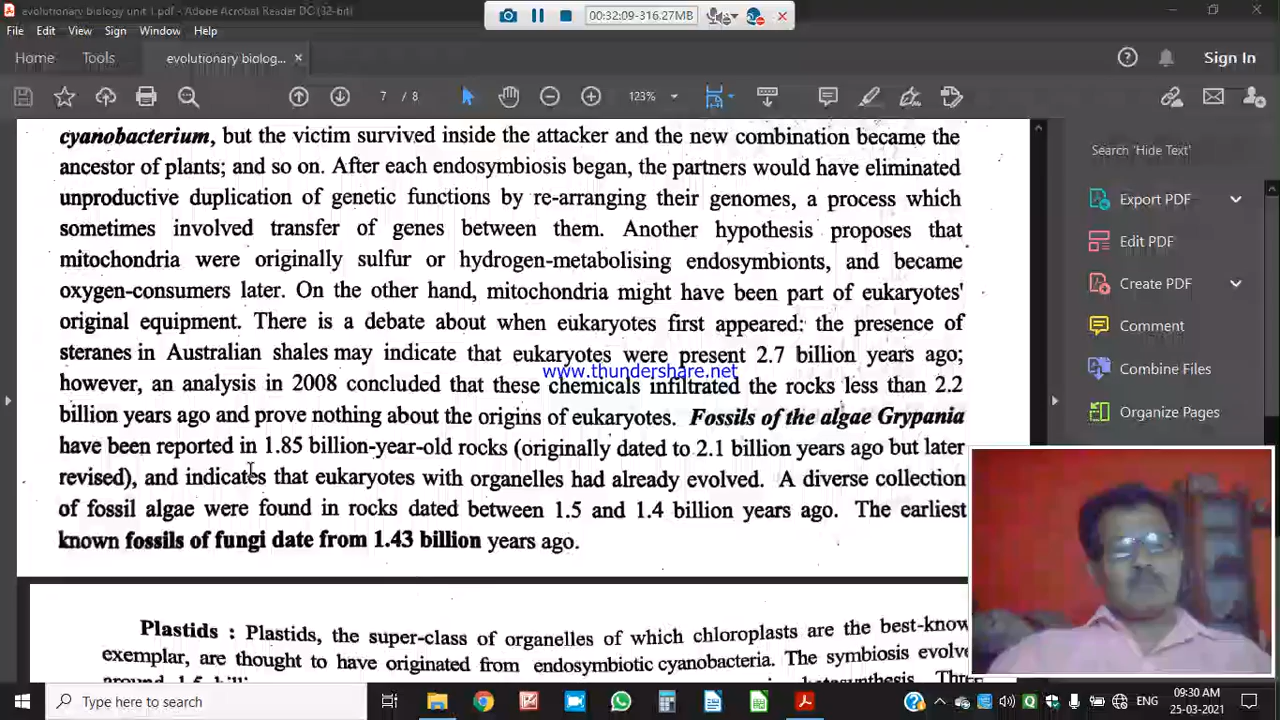 evolutionary biology unit 1.pdf - Adobe Acrobat Reader DC (32-bit)
00:32:09-316.27MB
File Edit View Sign Window Help
Home Tools evolutionary biolog... × Sign In
7 / 8 123%
cyanobacterium, but the victim survived inside the attacker and the new combination became the
ancestor of plants; and so on. After each endosymbiosis began, the partners would have eliminated
unproductive duplication of genetic functions by re-arranging their genomes, a process which
sometimes involved transfer of genes between them. Another hypothesis proposes that
mitochondria were originally sulfur or hydrogen-metabolising endosymbionts, and became
oxygen-consumers later. On the other hand, mitochondria might have been part of eukaryotes'
original equipment. There is a debate about when eukaryotes first appeared: the presence of
steranes in Australian shales may indicate that eukaryotes were present 2.7 billion years ago;
www.thundershare.net
however, an analysis in 2008 concluded that these chemicals infiltrated the rocks less than 2.2
billion years ago and prove nothing about the origins of eukaryotes. Fossils of the algae Grypania
have been reported in 1.85 billion-year-old rocks (originally dated to 2.1 billion years ago but later
revised), and indicates that eukaryotes with organelles had already evolved. A diverse collection
of fossil algae were found in rocks dated between 1.5 and 1.4 billion years ago. The earliest
known fossils of fungi date from 1.43 billion years ago.
Plastids : Plastids, the super-class of organelles of which chloroplasts are the best-know
exemplar, are thought to have originated from endosymbiotic cyanobacteria. The symbiosis evolve
Search 'Hide Text'
Export PDF
Edit PDF
Create PDF
Comment
Combine Files
Organize Pages
Type here to search
ENG
09:30 AM
25-03-2021